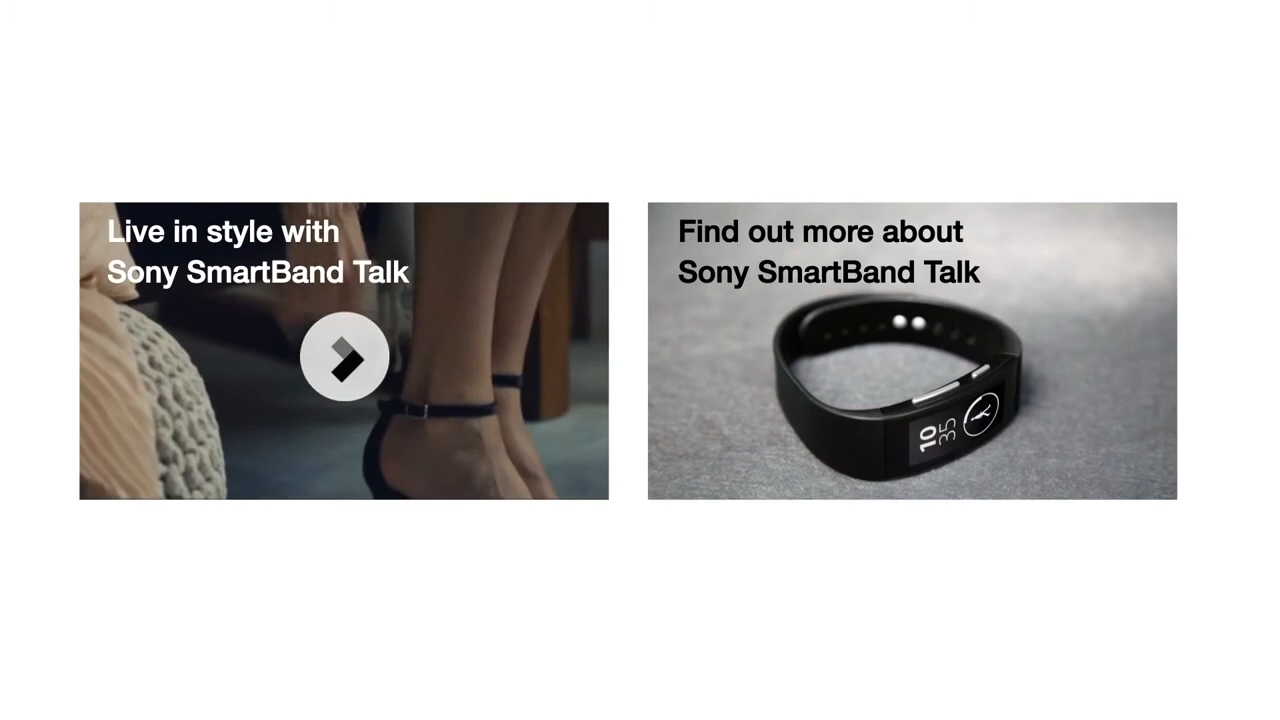 Live in style with
Sony SmartBand Talk
Find out more about
Sony SmartBand Talk
10
35